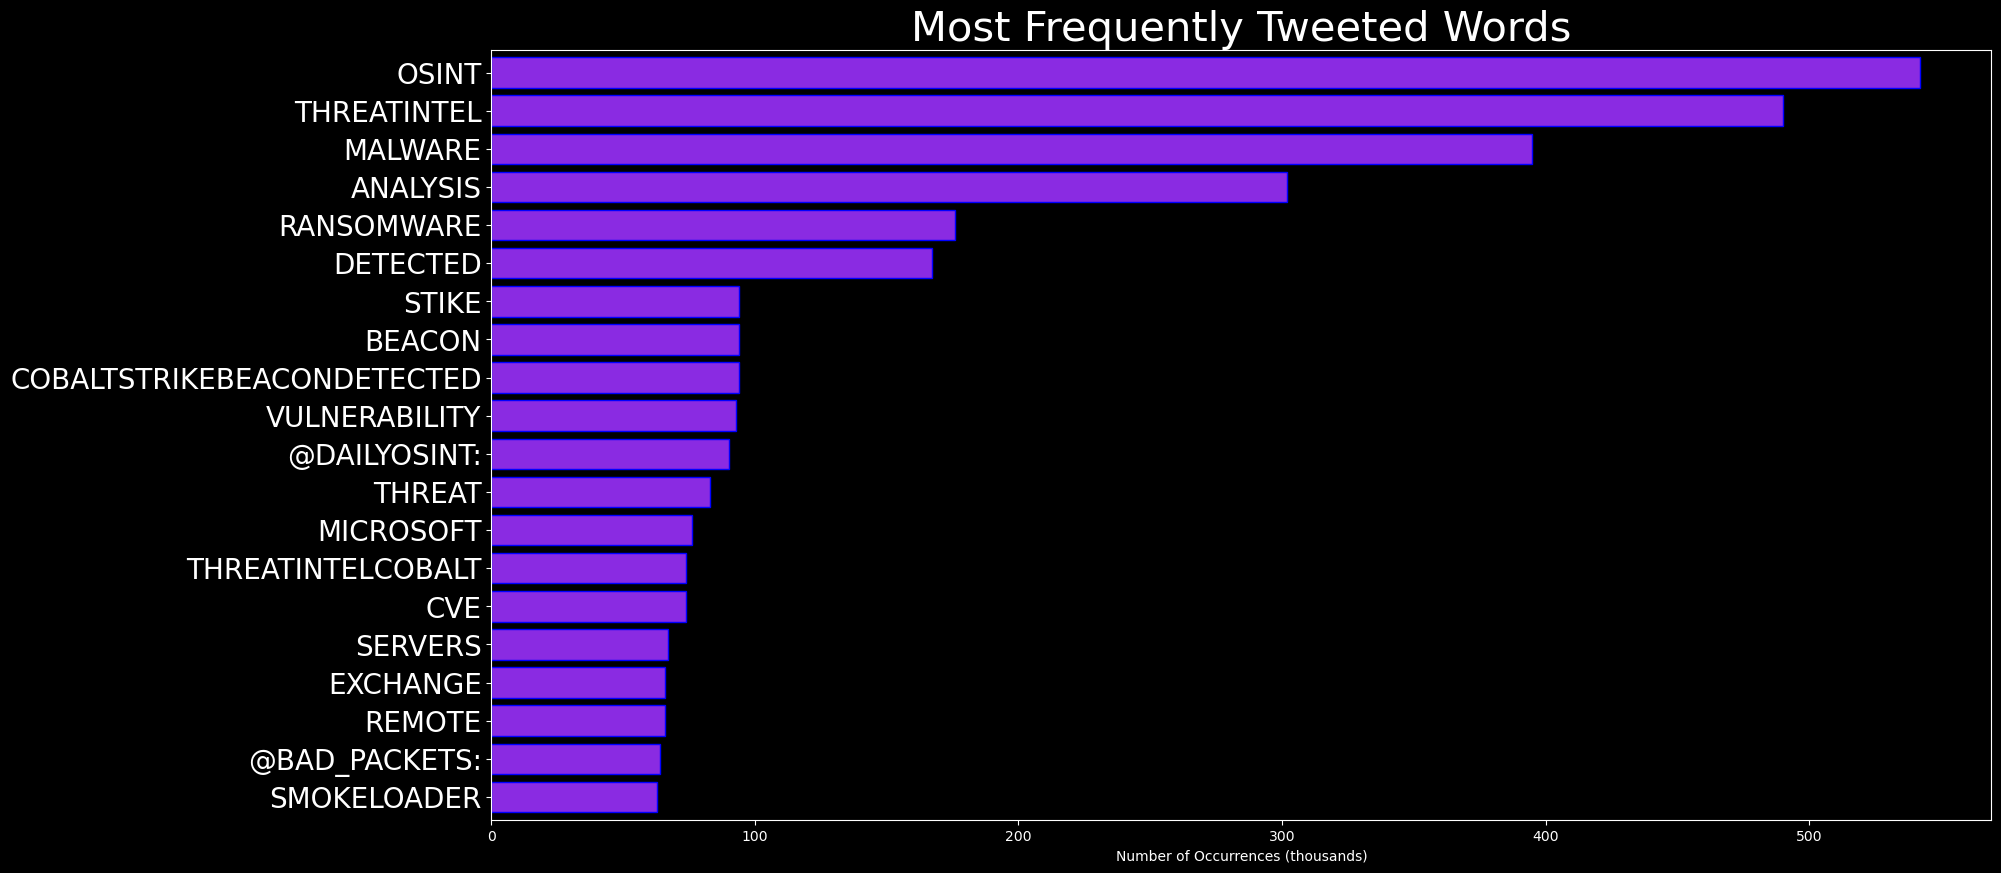 Most Frequently Tweeted Words
OSINT
THREATINTEL
MALWARE
ANALYSIS
RANSOMWARE
DETECTED
STIKE
BEACON
COBALTSTRIKEBEACONDETECTED
VULNERABILITY
@DAILYOSINT:
THREAT
MICROSOFT
THREATINTELCOBALT
CVE
SERVERS
EXCHANGE
REMOTE
@BAD_PACKETS:
SMOKELOADER
0 100 200 300 400 500
Number of Occurrences (thousands)